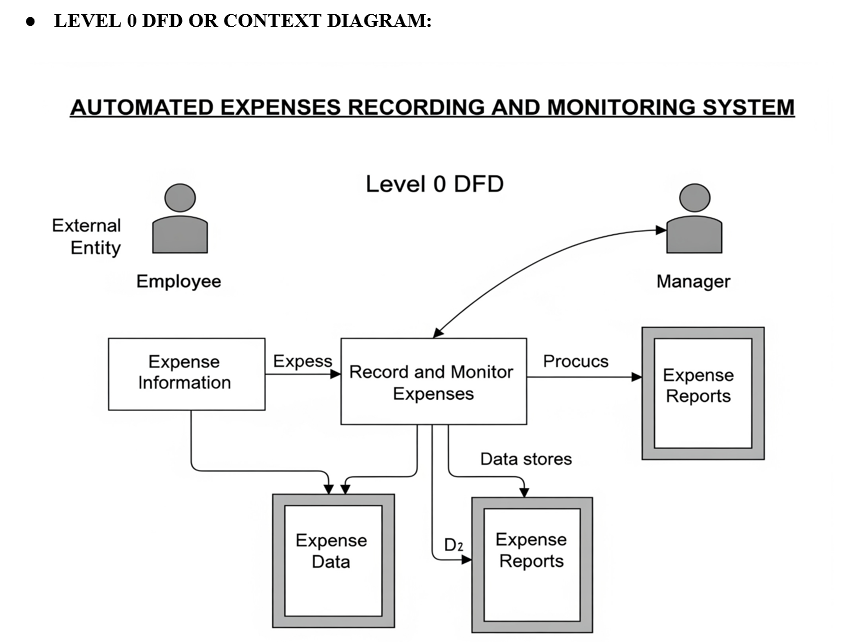 ● LEVEL 0 DFD OR CONTEXT DIAGRAM:
AUTOMATED EXPENSES RECORDING AND MONITORING SYSTEM
Level 0 DFD
External
Entity
Employee
Manager
Expense
Information
Expess
Record and Monitor
Expenses
Procucs
Expense
Reports
Data stores
Expense
Data
D2
Expense
Reports